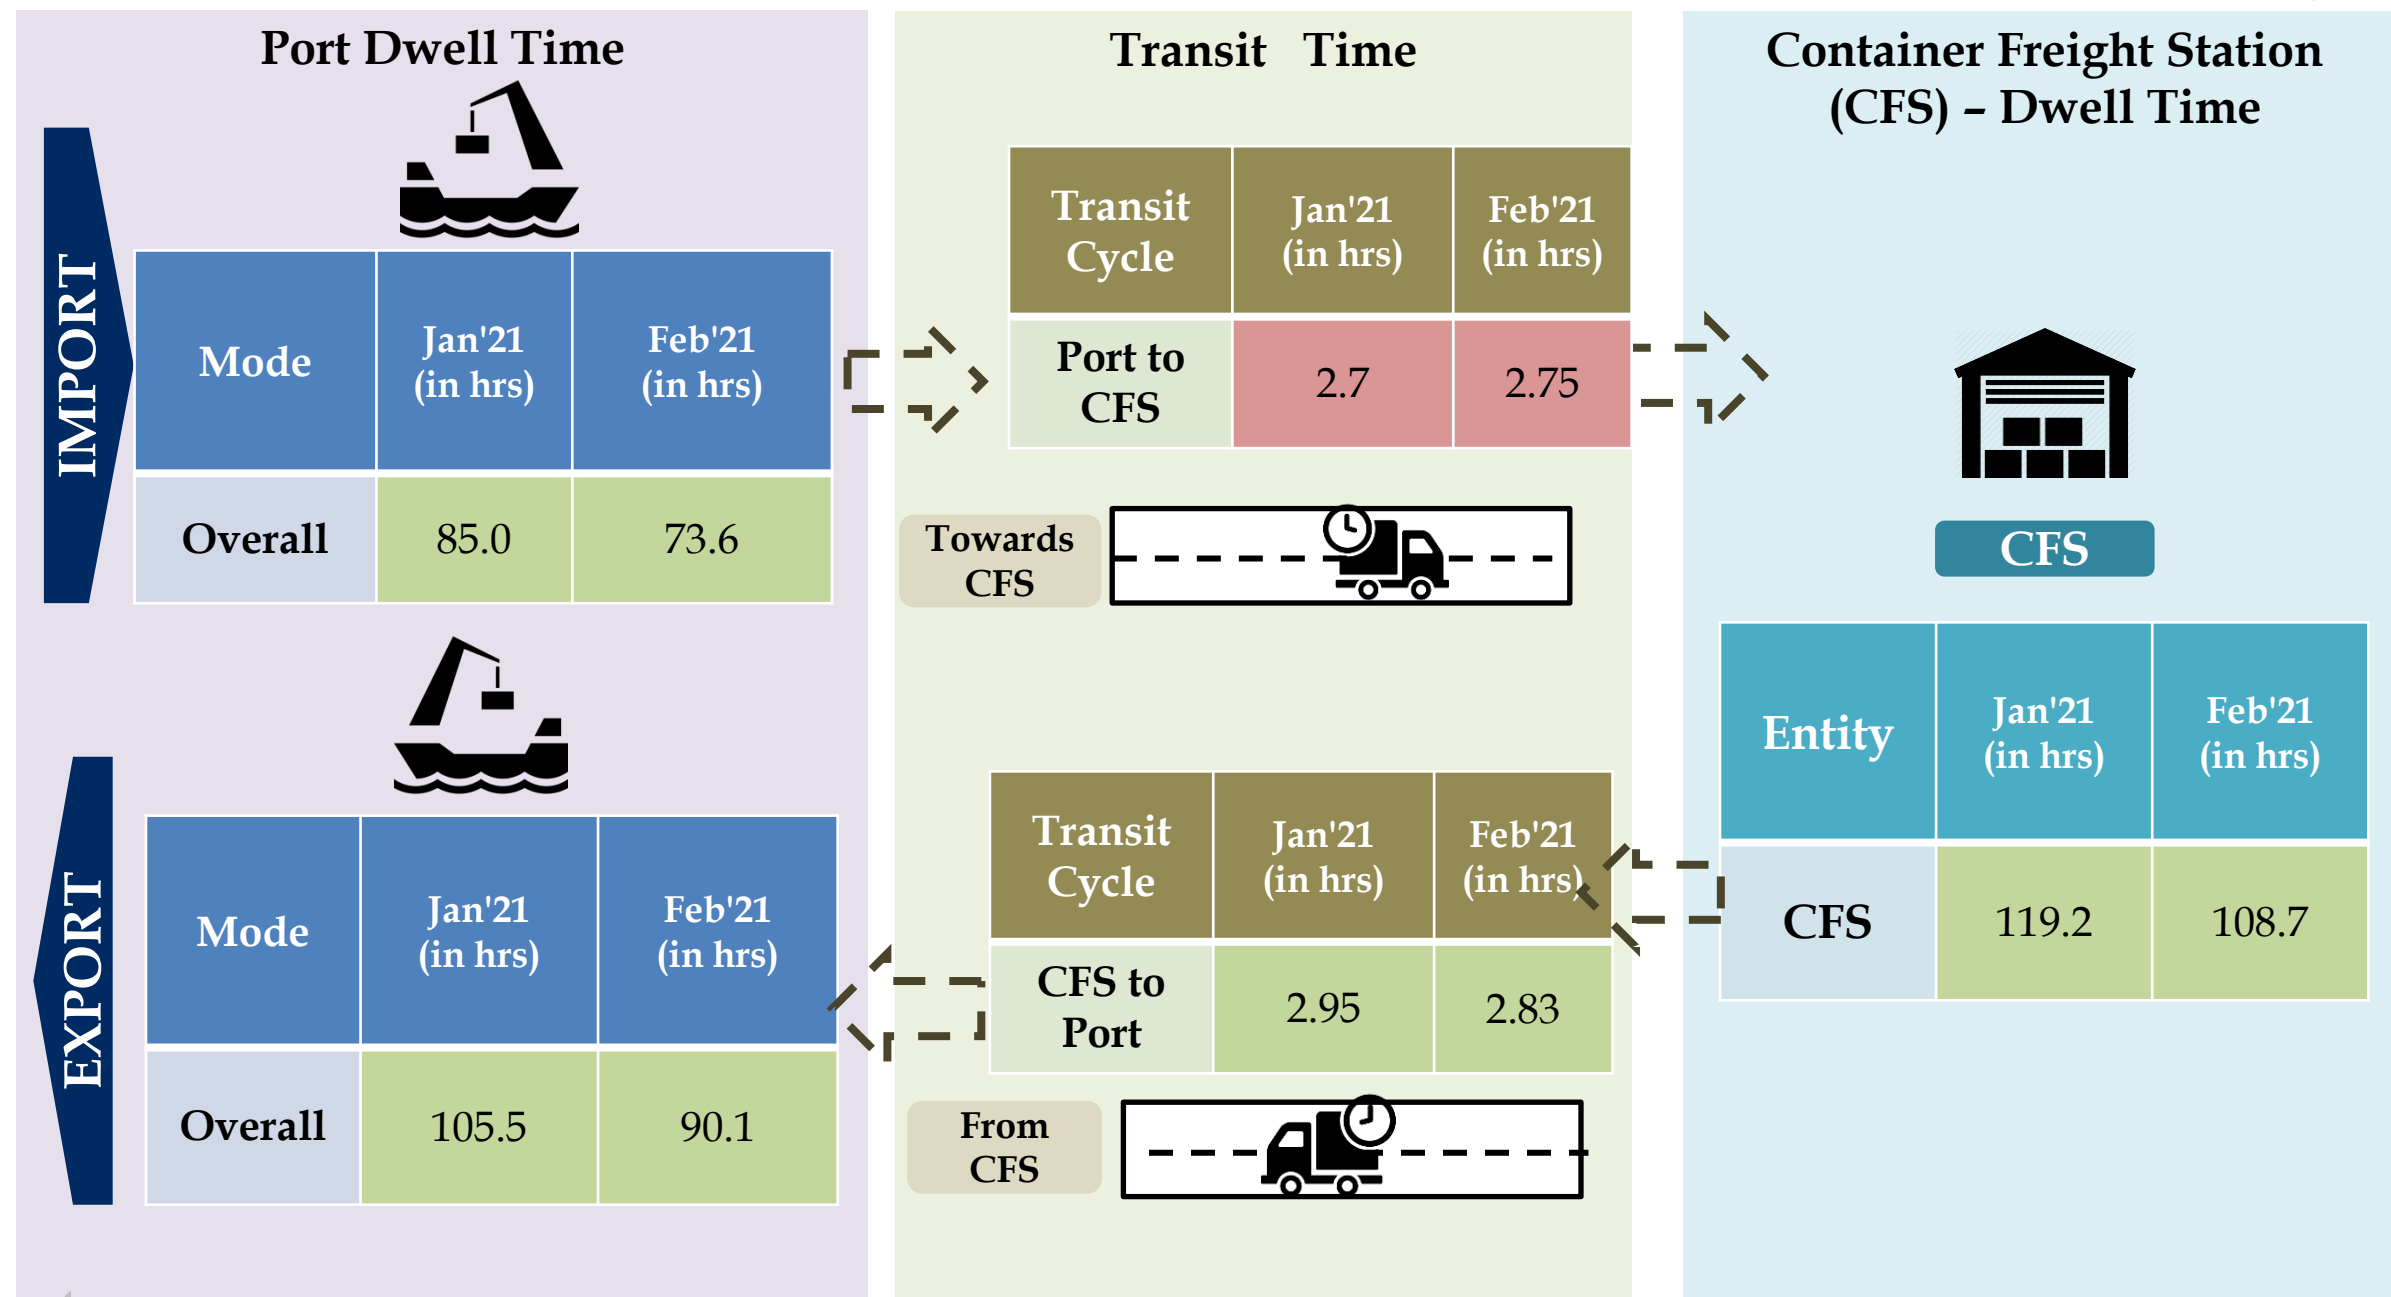 Port Dwell Time
IMPORT
Mode
Jan'21
(in hrs)
Feb'21
(in hrs)
Overall
85.0
73.6
EXPORT
Mode
Jan'21
(in hrs)
Feb'21
(in hrs)
Overall
105.5
90.1
Transit Time
Transit
Cycle
Jan'21
(in hrs)
Feb'21
(in hrs)
Port to
CFS
2.7
2.75
Towards
CFS
Transit
Cycle
Jan'21
(in hrs)
Feb'21
(in hrs)
CFS to
Port
2.95
2.83
From
CFS
Container Freight Station
(CFS) – Dwell Time
CFS
Entity
Jan'21
(in hrs)
Feb'21
(in hrs)
CFS
119.2
108.7